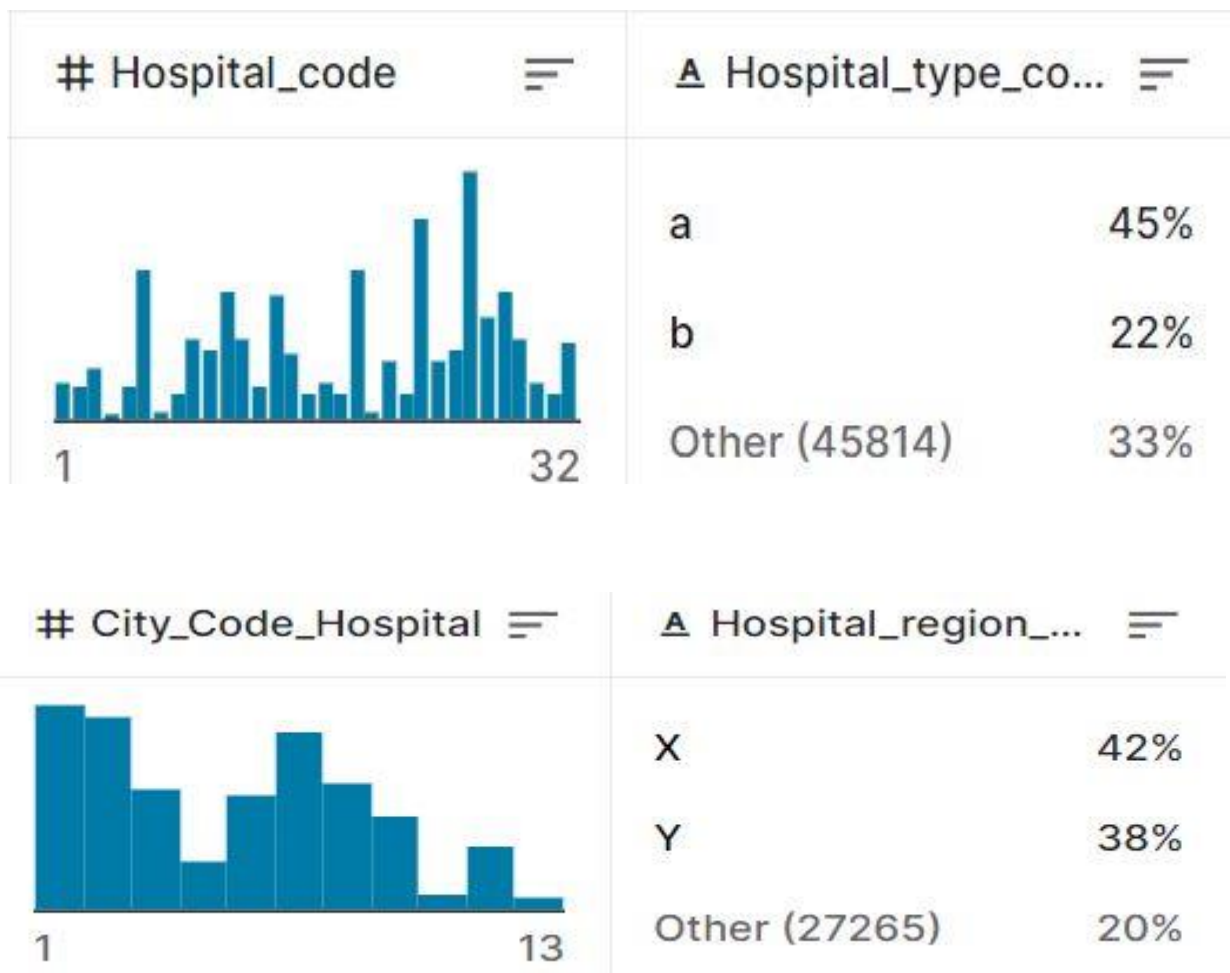 # Hospital_code
A Hospital_type_co...
1 32
a 45%
b 22%
Other (45814) 33%
# City_Code_Hospital
A Hospital_region_...
1 13
X 42%
Y 38%
Other (27265) 20%